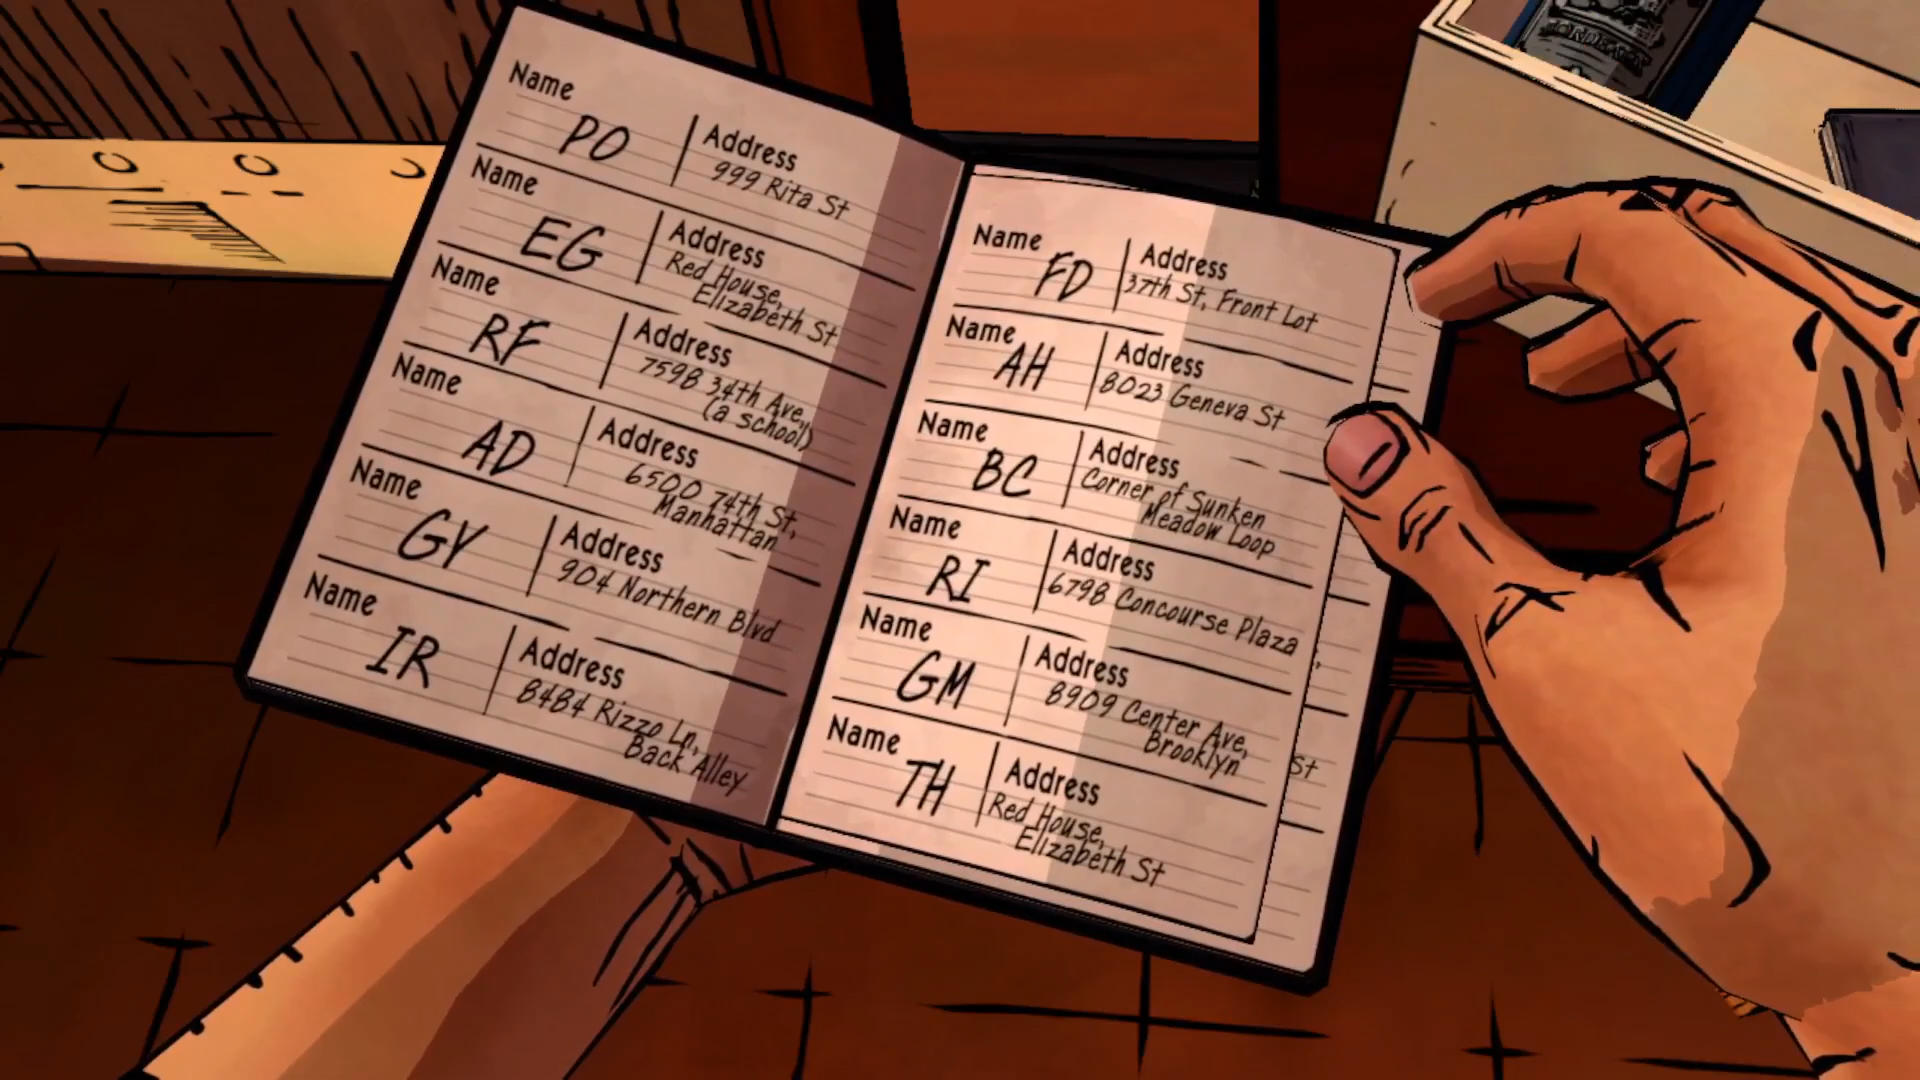 BORDEAUX
Name
PO
Address
999 Rita St
Name
EG
Address
Red House,
Elizabeth St
Name
RF
Address
7598 34th Ave,
(a school)
Name
AD
Address
6500 74th St,
Manhattan
Name
GY
Address
904 Northern Blvd
Name
IR
Address
8484 Rizzo Ln,
Back Alley
Name
FD
Address
37th St, Front Lot
Name
AH
Address
8023 Geneva St
Name
BC
Address
Corner of Sunken
Meadow Loop
Name
RI
Address
6798 Concourse Plaza
Name
GM
Address
8909 Center Ave,
Brooklyn
Name
TH
Address
Red House,
Elizabeth St
St